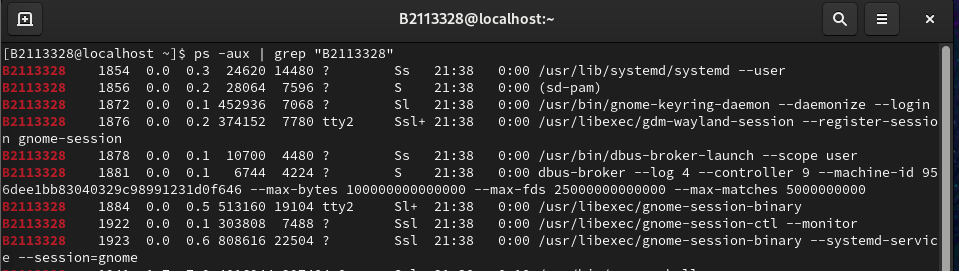 B2113328@localhost:~
[B2113328@localhost ~]$ ps -aux | grep "B2113328"
B2113328    1854  0.0  0.3  24620 14480 ?        Ss   21:38   0:00 /usr/lib/systemd/systemd --user
B2113328    1856  0.0  0.2  28064  7596 ?        S    21:38   0:00 (sd-pam)
B2113328    1872  0.0  0.1 452936  7068 ?        Sl   21:38   0:00 /usr/bin/gnome-keyring-daemon --daemonize --login
B2113328    1876  0.0  0.2 374152  7780 tty2     Ssl+ 21:38   0:00 /usr/libexec/gdm-wayland-session --register-sessio
n gnome-session
B2113328    1878  0.0  0.1  10700  4480 ?        Ss   21:38   0:00 /usr/bin/dbus-broker-launch --scope user
B2113328    1881  0.0  0.1   6744  4224 ?        S    21:38   0:00 dbus-broker --log 4 --controller 9 --machine-id 95
6dee1bb83040329c98991231d0f646 --max-bytes 100000000000000 --max-fds 25000000000000 --max-matches 5000000000
B2113328    1884  0.0  0.5 513160 19104 tty2     Sl+  21:38   0:00 /usr/libexec/gnome-session-binary
B2113328    1922  0.0  0.1 303808  7488 ?        Ssl  21:38   0:00 /usr/libexec/gnome-session-ctl --monitor
B2113328    1923  0.0  0.6 808616 22504 ?        Ssl  21:38   0:00 /usr/libexec/gnome-session-binary --systemd-servic
e --session=gnome